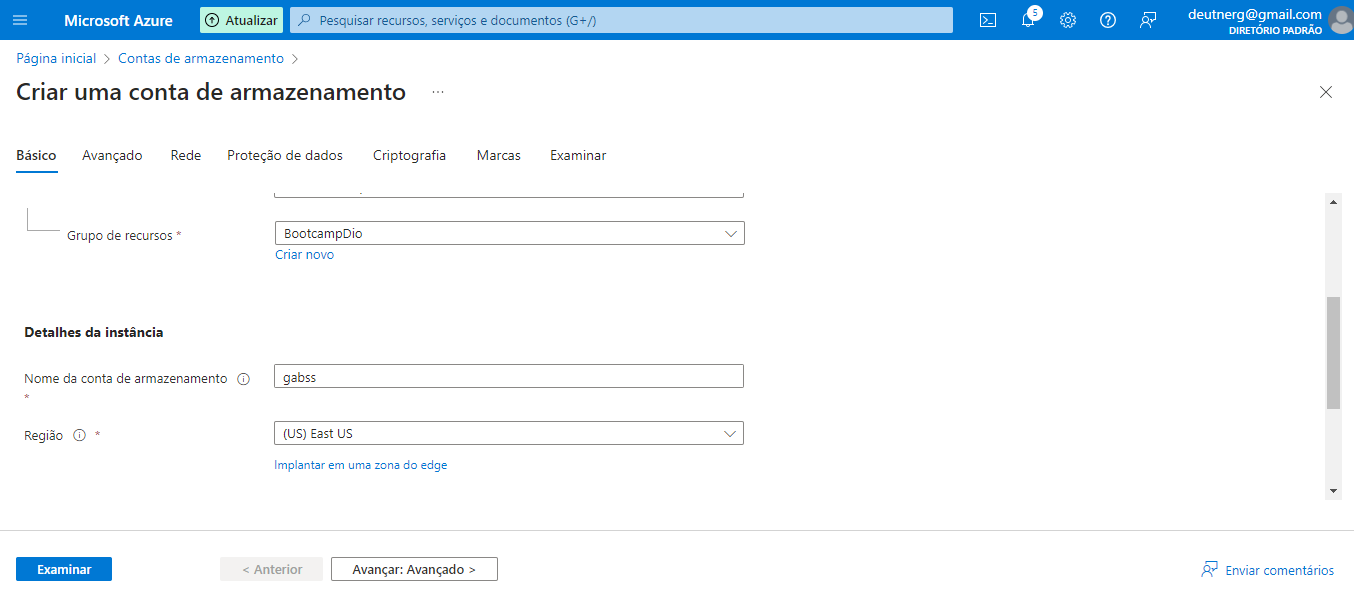 Microsoft Azure
Atualizar
Pesquisar recursos, serviços e documentos (G+/)
5
deutnerg@gmail.com
DIRETÓRIO PADRÃO
Página inicial > Contas de armazenamento >
Criar uma conta de armazenamento ...
Básico Avançado Rede Proteção de dados Criptografia Marcas Examinar
Grupo de recursos *
BootcampDio
Criar novo
Detalhes da instância
Nome da conta de armazenamento
*
gabss
Região *
(US) East US
Implantar em uma zona do edge
Examinar
< Anterior
Avançar: Avançado >
Enviar comentários